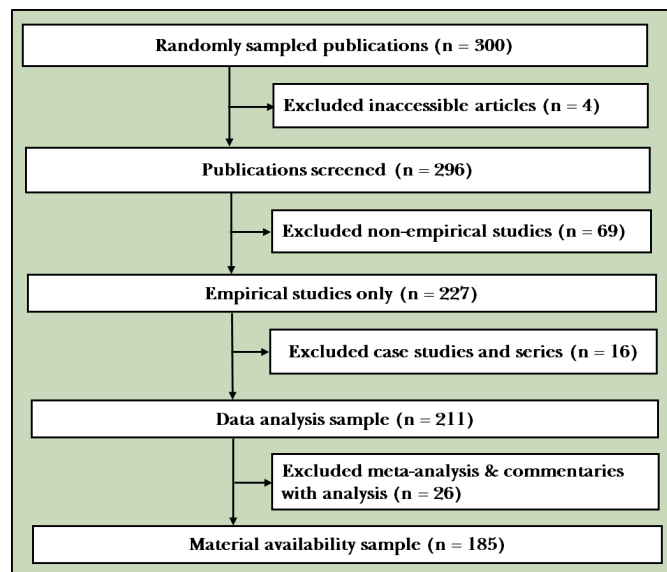 Randomly sampled publications (n = 300)
Excluded inaccessible articles (n = 4)
Publications screened (n = 296)
Excluded non-empirical studies (n = 69)
Empirical studies only (n = 227)
Excluded case studies and series (n = 16)
Data analysis sample (n = 211)
Excluded meta-analysis & commentaries
with analysis (n = 26)
Material availability sample (n = 185)